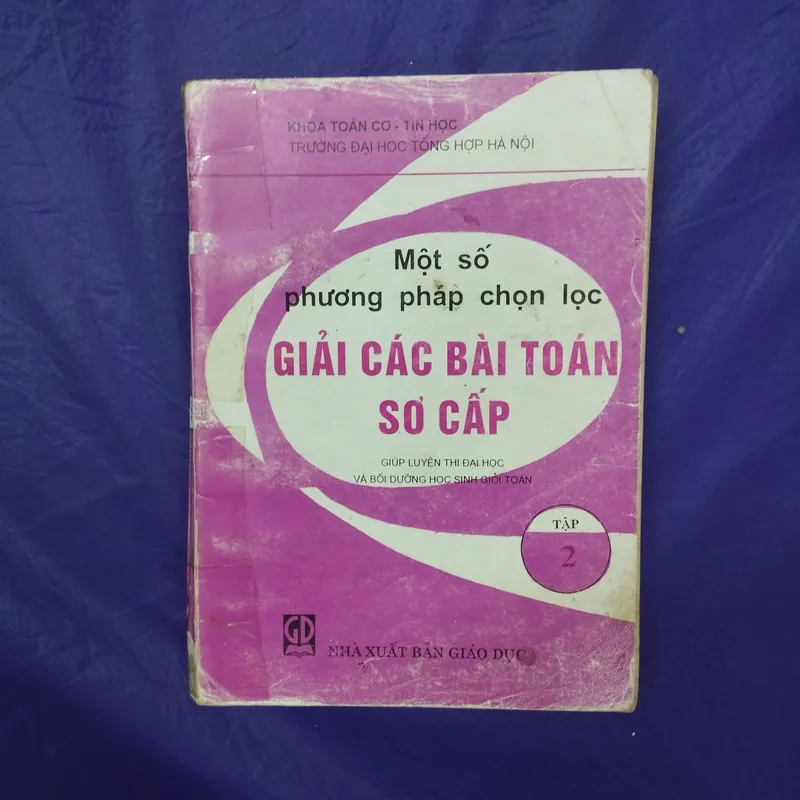 KHOA TOÁN CƠ - TIN HỌC
TRƯỜNG ĐẠI HỌC TỔNG HỢP HÀ NỘI
Một số
phương pháp chọn lọc
GIẢI CÁC BÀI TOÁN
SƠ CẤP
GIÚP LUYỆN THI ĐẠI HỌC
VÀ BỒI DƯỠNG HỌC SINH GIỎI TOÁN
TẬP
2
GD
NHÀ XUẤT BẢN GIÁO DỤC